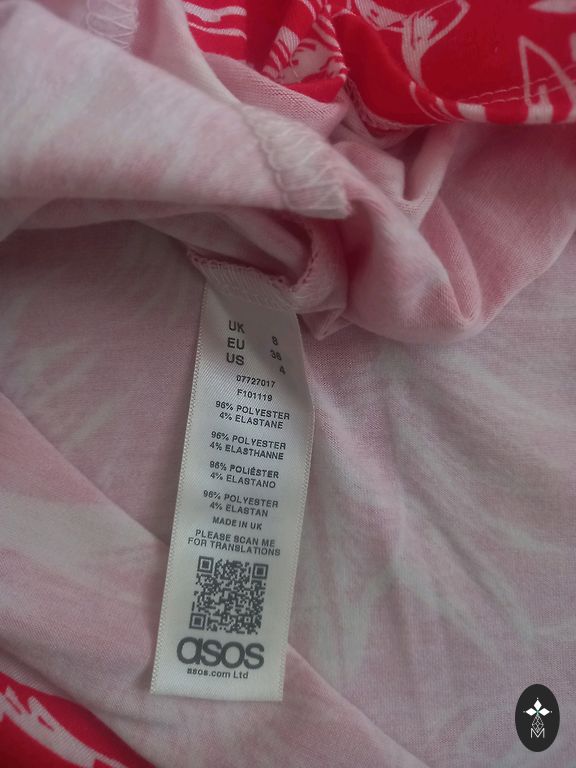 UK 8
EU 36
US 4
07727017
F101119
96% POLYESTER
4% ELASTANE
96% POLYESTER
4% ELASTHANNE
96% POLIÉSTER
4% ELASTANO
96% POLYESTER
4% ELASTAN
MADE IN UK
PLEASE SCAN ME
FOR TRANSLATIONS
asos
asos.com Ltd
M